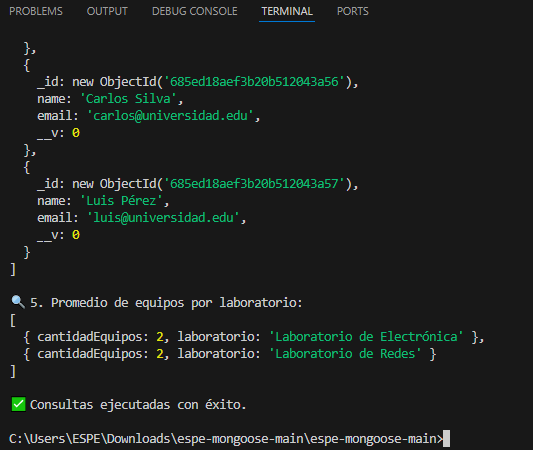 PROBLEMS OUTPUT DEBUG CONSOLE TERMINAL PORTS
  },
  {
    _id: new ObjectId('685ed18aef3b20b512043a56'),
    name: 'Carlos Silva',
    email: 'carlos@universidad.edu',
    __v: 0
  },
  {
    _id: new ObjectId('685ed18aef3b20b512043a57'),
    name: 'Luis Pérez',
    email: 'luis@universidad.edu',
    __v: 0
  }
]
🔍 5. Promedio de equipos por laboratorio:
[
  { cantidadEquipos: 2, laboratorio: 'Laboratorio de Electrónica' },
  { cantidadEquipos: 2, laboratorio: 'Laboratorio de Redes' }
]
✅ Consultas ejecutadas con éxito.
C:\Users\ESPE\Downloads\espe-mongoose-main\espe-mongoose-main>